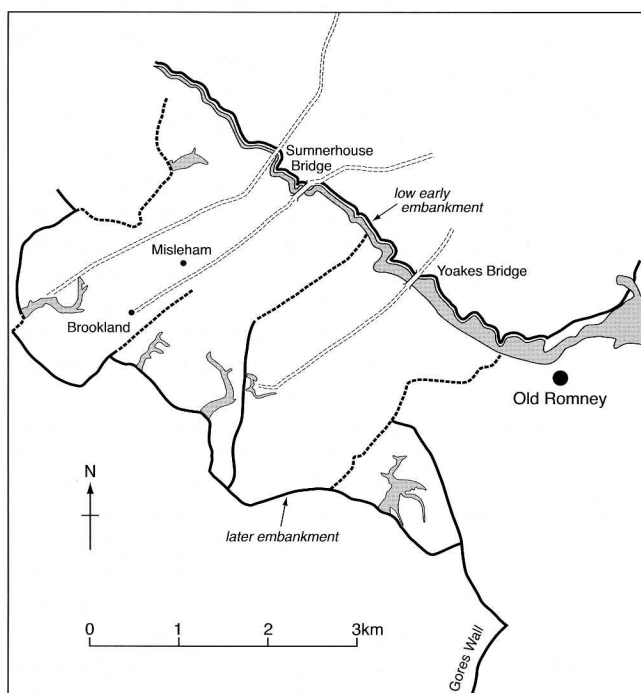 Sumnerhouse
Bridge
low early
embankment
Misleham
Yoakes Bridge
Brookland
Old Romney
N
later embankment
0 1 2 3km
Gores Wall